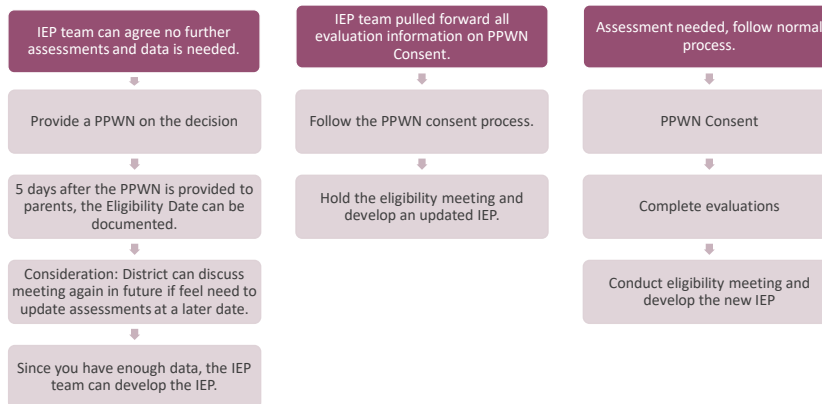 IEP team can agree no further
assessments and data is needed.
Provide a PPWN on the decision
5 days after the PPWN is provided to
parents, the Eligibility Date can be
documented.
Consideration: District can discuss
meeting again in future if feel need to
update assessments at a later date.
Since you have enough data, the IEP
team can develop the IEP.
IEP team pulled forward all
evaluation information on PPWN
Consent.
Follow the PPWN consent process.
Hold the eligibility meeting and
develop an updated IEP.
Assessment needed, follow normal
process.
PPWN Consent
Complete evaluations
Conduct eligibility meeting and
develop the new IEP